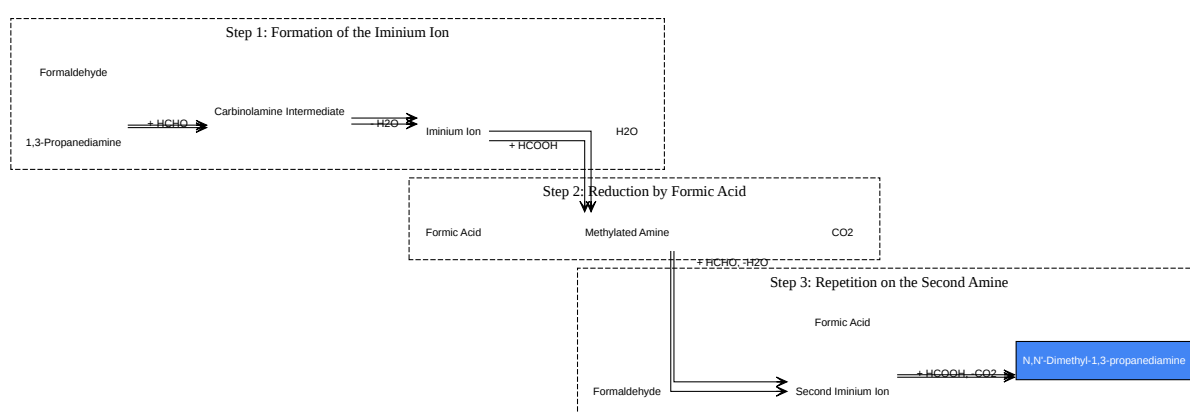 Step 1: Formation of the Iminium Ion
Formaldehyde
1,3-Propanediamine
+ HCHO
Carbinolamine Intermediate
- H2O
Iminium Ion
+ HCOOH
H2O
Step 2: Reduction by Formic Acid
Formic Acid
Methylated Amine
CO2
+ HCHO, -H2O
Step 3: Repetition on the Second Amine
Formic Acid
Formaldehyde
Second Iminium Ion
+ HCOOH, -CO2
N,N'-Dimethyl-1,3-propanediamine